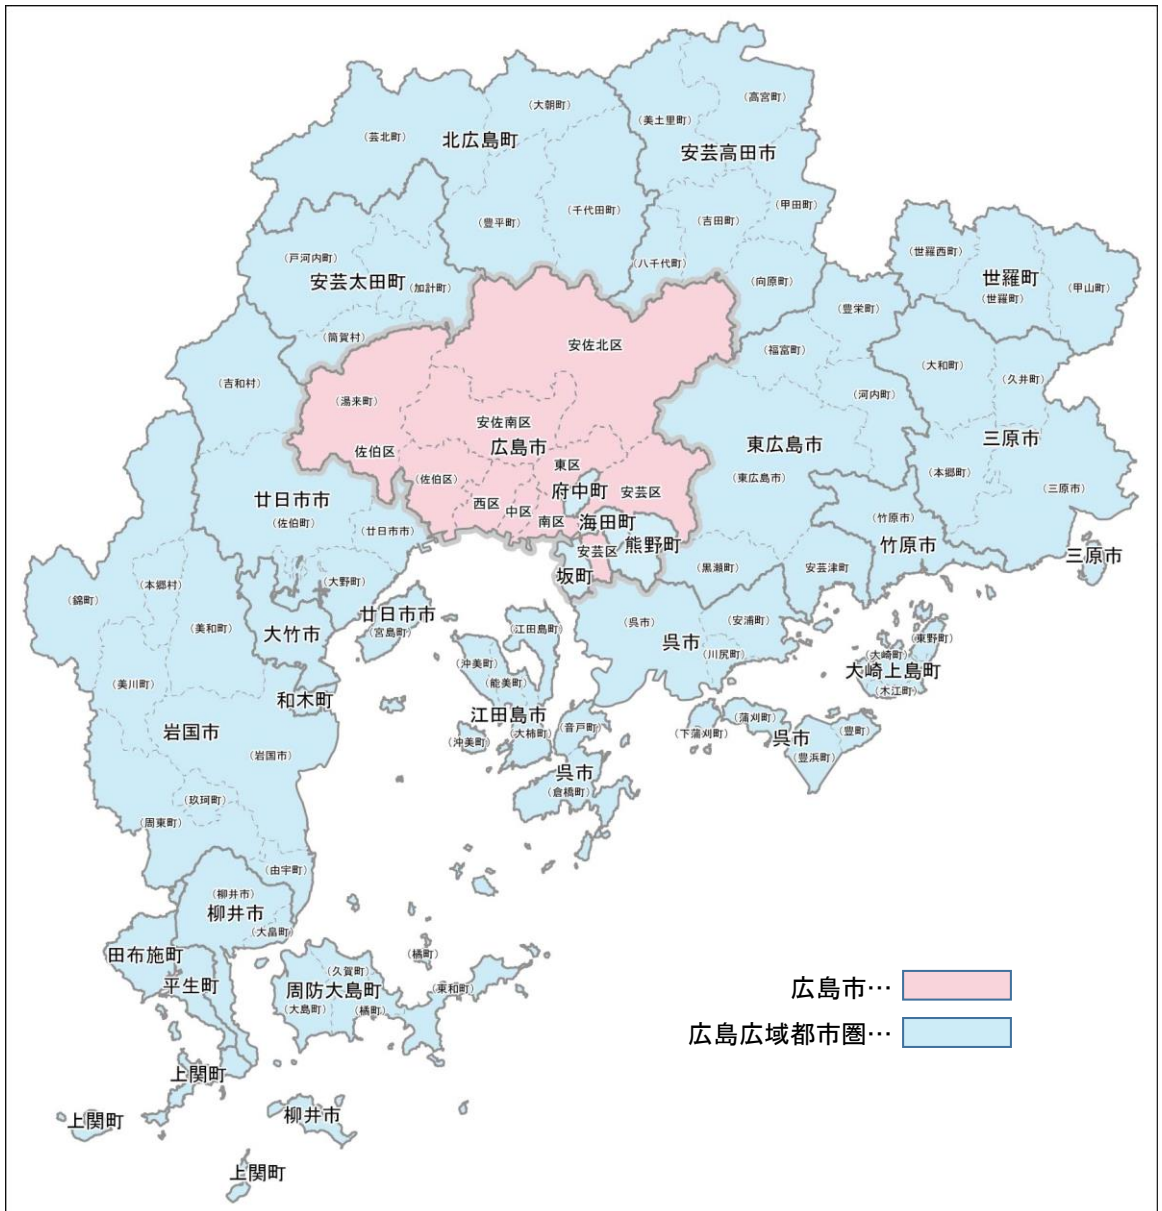 （大朝町）
（高宮町）
（美土里町）
（芸北町）
北広島町
安芸高田市
（千代田町）
（豊平町）
（吉田町）
（甲田町）
（戸河内町）
安芸太田町
（加計町）
（八千代町）
（向原町）
（世羅西町）
世羅町
（世羅町）
（甲山町）
（豊栄町）
（筒賀村）
安佐北区
（福富町）
（大和町）
（久井町）
（吉和村）
（湯来町）
（河内町）
安佐南区
広島市
東広島市
三原市
佐伯区
（佐伯区）
東区
（東広島市）
（本郷町）
（三原市）
府中町
安芸区
廿日市市
（佐伯町）
（廿日市市）
西区
中区
南区
海田町
熊野町
（竹原市）
竹原市
安芸区
坂町
（黒瀬町）
（安芸津町）
三原市
（本郷村）
（錦町）
（大野町）
（美和町）
大竹市
廿日市市
（宮島町）
（江田島町）
（呉市）
呉市
（安浦町）
（川尻町）
（東野町）
（大崎町）
大崎上島町
（木江町）
（沖美町）
（能美町）
（美川町）
和木町
江田島市
（大柿町）
（沖美町）
（音戸町）
（下蒲刈町）
（蒲刈町）
呉市
（豊町）
（豊浜町）
岩国市
（岩国市）
呉市
（倉橋町）
（玖珂町）
（周東町）
（由宇町）
（柳井市）
柳井市
（大畠町）
田布施町
平生町
（橘町）
（久賀町）
周防大島町
（大島町）
（橘町）
（東和町）
広島市…
広島広域都市圏…
上関町
上関町
柳井市
上関町